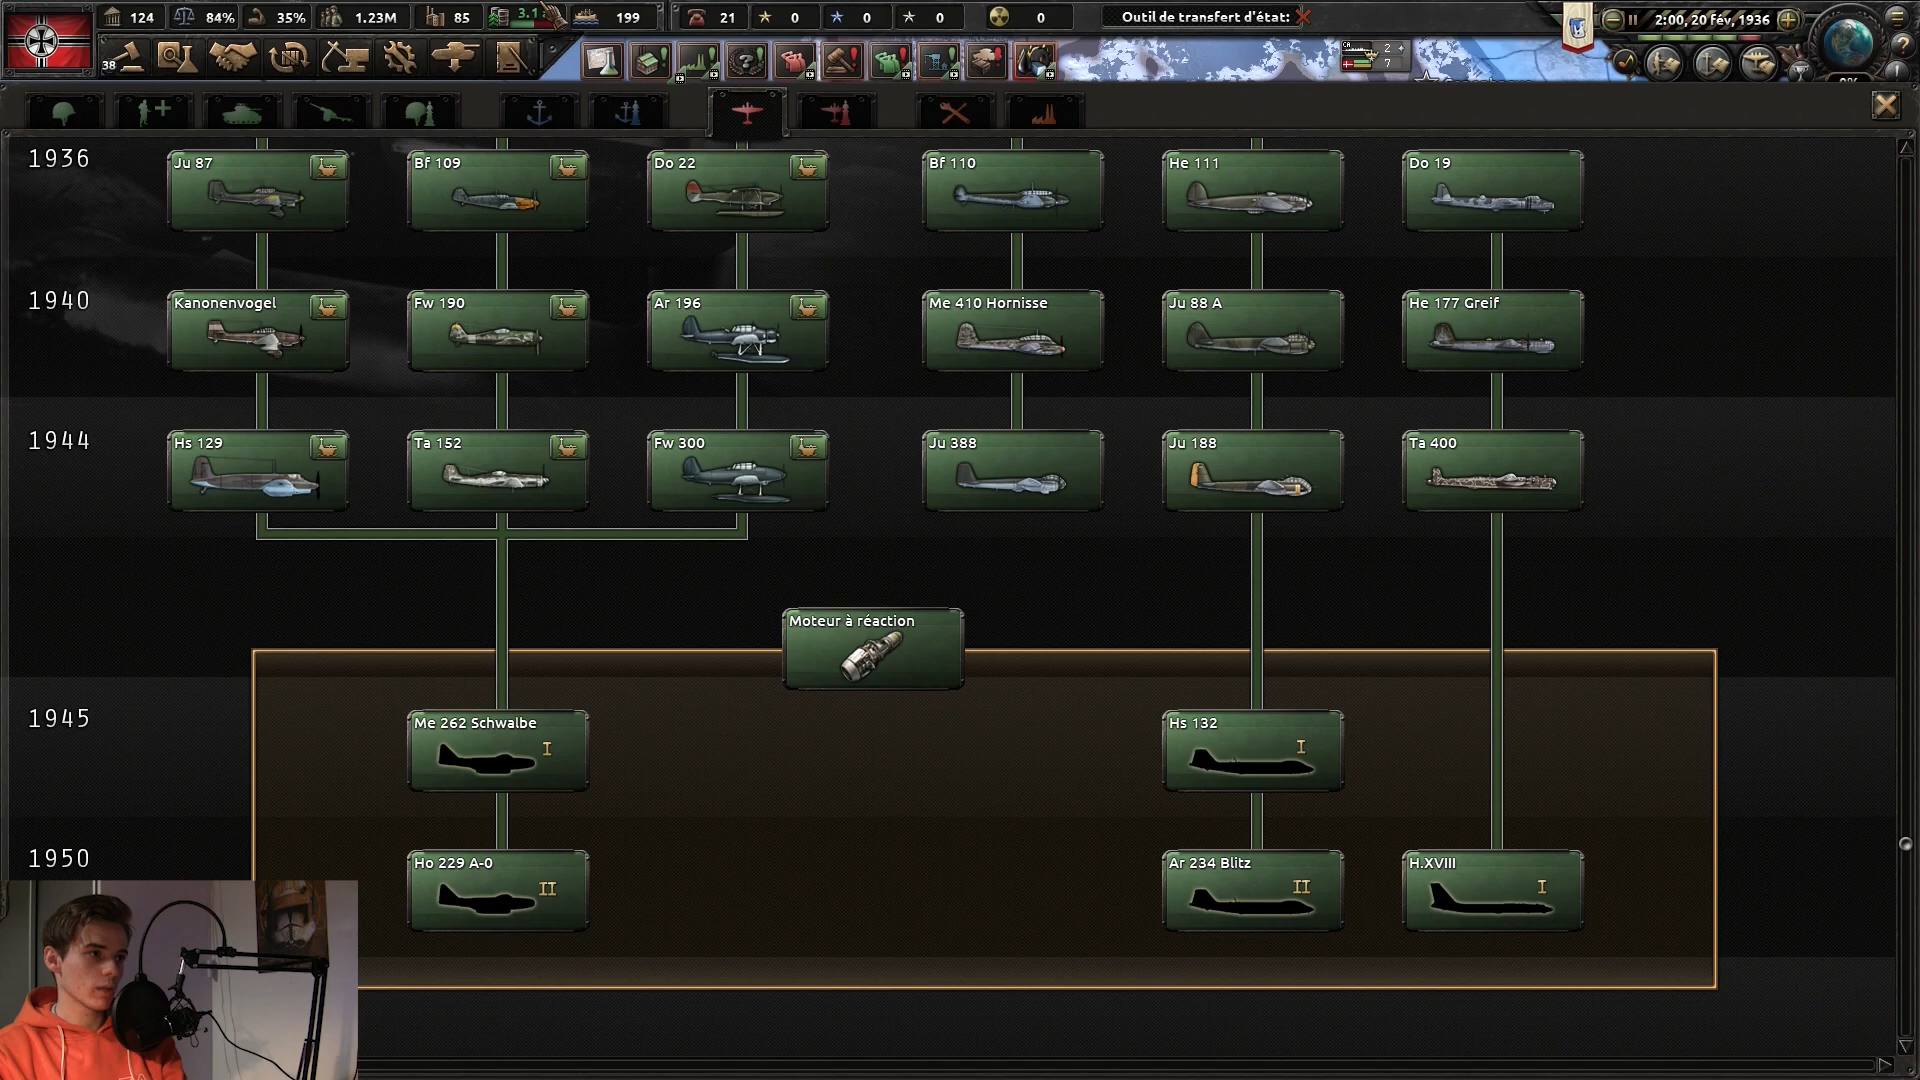 124 84% 35% 1.23M 85 3.1 199 21 0 0 0 0 Outil de transfert d'état: 2:00, 20 fév, 1936
38
2
7
0%
1936
Ju 87 Bf 109 Do 22 Bf 110 He 111 Do 19
1940
Kanonenvogel Fw 190 Ar 196 Me 410 Hornisse Ju 88 A He 177 Greif
1944
Hs 129 Ta 152 Fw 300 Ju 388 Ju 188 Ta 400
Moteur à réaction
1945
Me 262 Schwalbe I Hs 132 I
1950
Ho 229 A-0 II Ar 234 Blitz II H.XVIII I